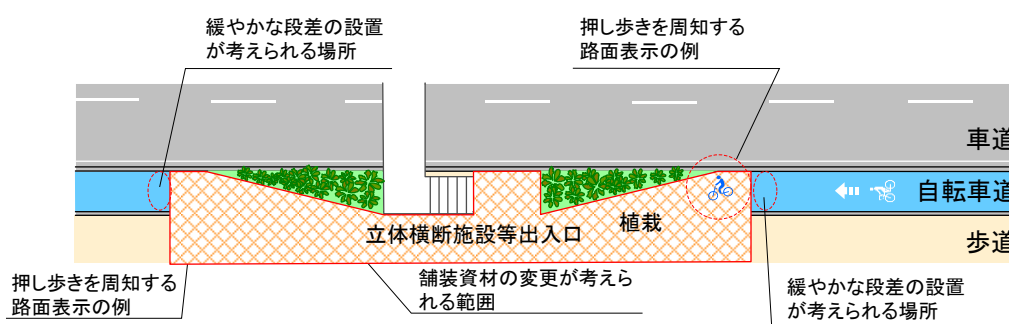 緩やかな段差の設置
が考えられる場所
押し歩きを周知する
路面表示の例
車道
自転車道
植栽
立体横断施設等出入口
歩道
押し歩きを周知する
路面表示の例
舗装資材の変更が考えら
れる範囲
緩やかな段差の設置
が考えられる場所